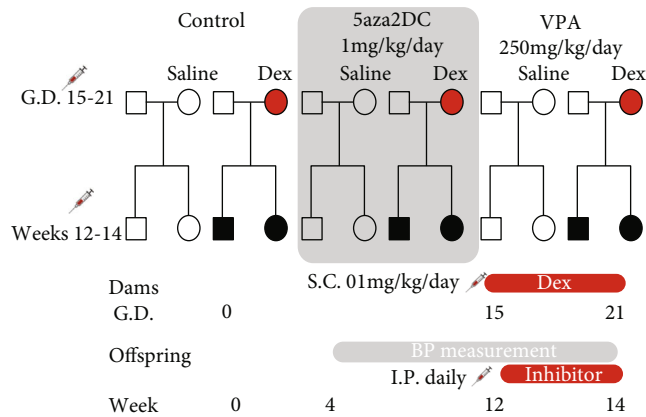 Control
5aza2DC
1mg/kg/day
VPA
250mg/kg/day
Saline Dex Saline Dex Saline Dex
G.D. 15-21
Weeks 12-14
S.C. 01mg/kg/day Dex
Dams
G.D. 0 15 21
Offspring BP measurement
I.P. daily Inhibitor
Week 0 4 12 14